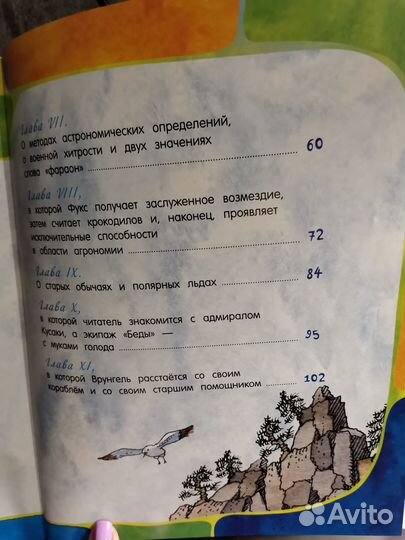 Глава VII.
О методах астрономических определений,
о военной хитрости и двух значениях
слова «фараон» 60
Глава VIII,
в которой Фукс получает заслуженное возмездие,
затем считает крокодилов и, наконец, проявляет
исключительные способности
в области агрономии 72
Глава IX.
О старых обычаях и полярных льдах 84
Глава X,
в которой читатель знакомится с адмиралом
Кусаки, а экипаж «Беды» —
с муками голода 95
Глава XI,
в которой Врунгель расстаётся со своим
кораблём и со своим старшим помощником 102
Avito